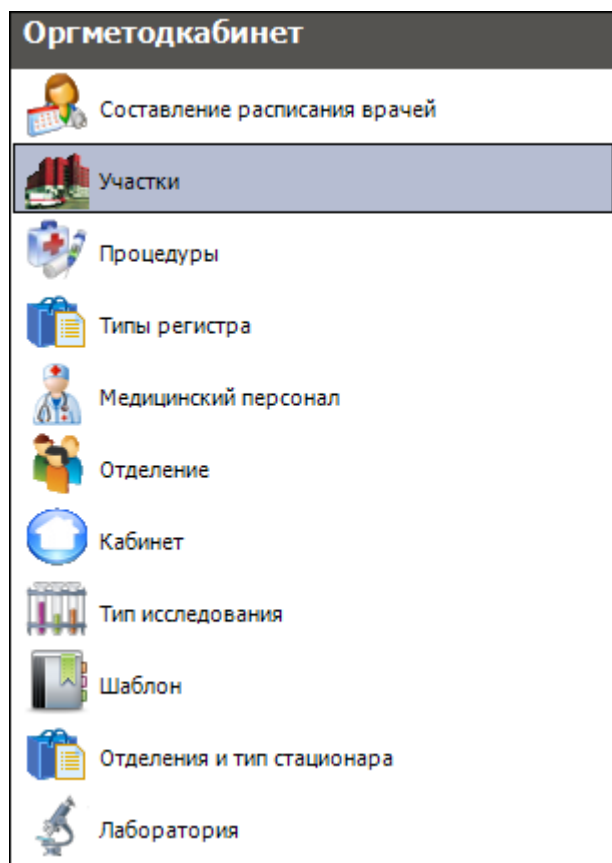 Оргметодкабинет
Составление расписания врачей
Участки
Процедуры
Типы регистра
Медицинский персонал
Отделение
Кабинет
Тип исследования
Шаблон
Отделения и тип стационара
Лаборатория